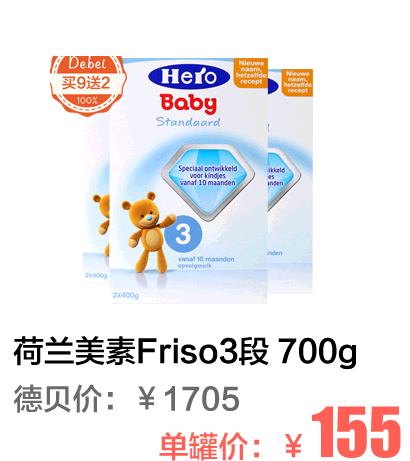 Debei
买9送2
100%
Nieuwe
naam,
hetzelfde
recept
Nieuwe
naam,
hetzelfde
recept
Hero
Baby
Standaard
Speciaal ontwikkeld
voor kindjes
vanaf 10 maanden
3
vanaf 10 maanden
opvolgmelk
2x400g
荷兰美素Friso3段 700g
德贝价：￥1705
单罐价：￥155